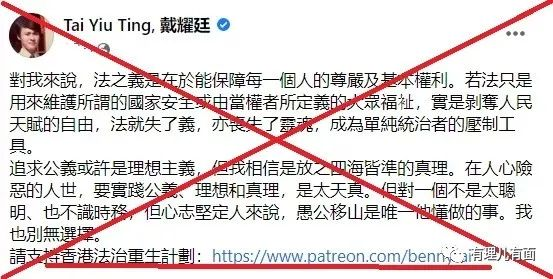 Tai Yiu Ting, 戴耀廷
對我來說，法之義是在於能保障每一個人的尊嚴及基本權利。若法只是
用來維護所謂的國家安全或由當權者所定義的大眾福祉，實是剝奪人民
天賦的自由，法就失了義，亦喪失了靈魂，成為單純統治者的壓制工
具。
追求公義或許是理想主義，但我相信是放之四海皆準的真理。在人心險
惡的人世，要實踐公義、理想和真理，是太天真。但對一個不是太聰
明、也不識時務，但心志堅定人來說，愚公移山是唯一他懂做的事。我
也別無選擇。
請支持香港法治重生計劃：https://www.patreon.com/benn
有理儿有面